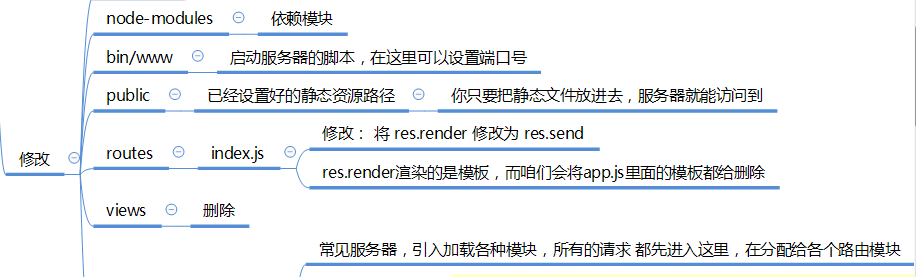 node-modules 依赖模块
bin/www 启动服务器的脚本，在这里可以设置端口号
public 已经设置好的静态资源路径 你只要把静态文件放进去，服务器就能访问到
修改
routes index.js
修改： 将 res.render 修改为 res.send
res.render渲染的是模板，而咱们会将app.js里面的模板都给删除
views 删除
常见服务器，引入加载各种模块，所有的请求 都先进入这里，在分配给各个路由模块